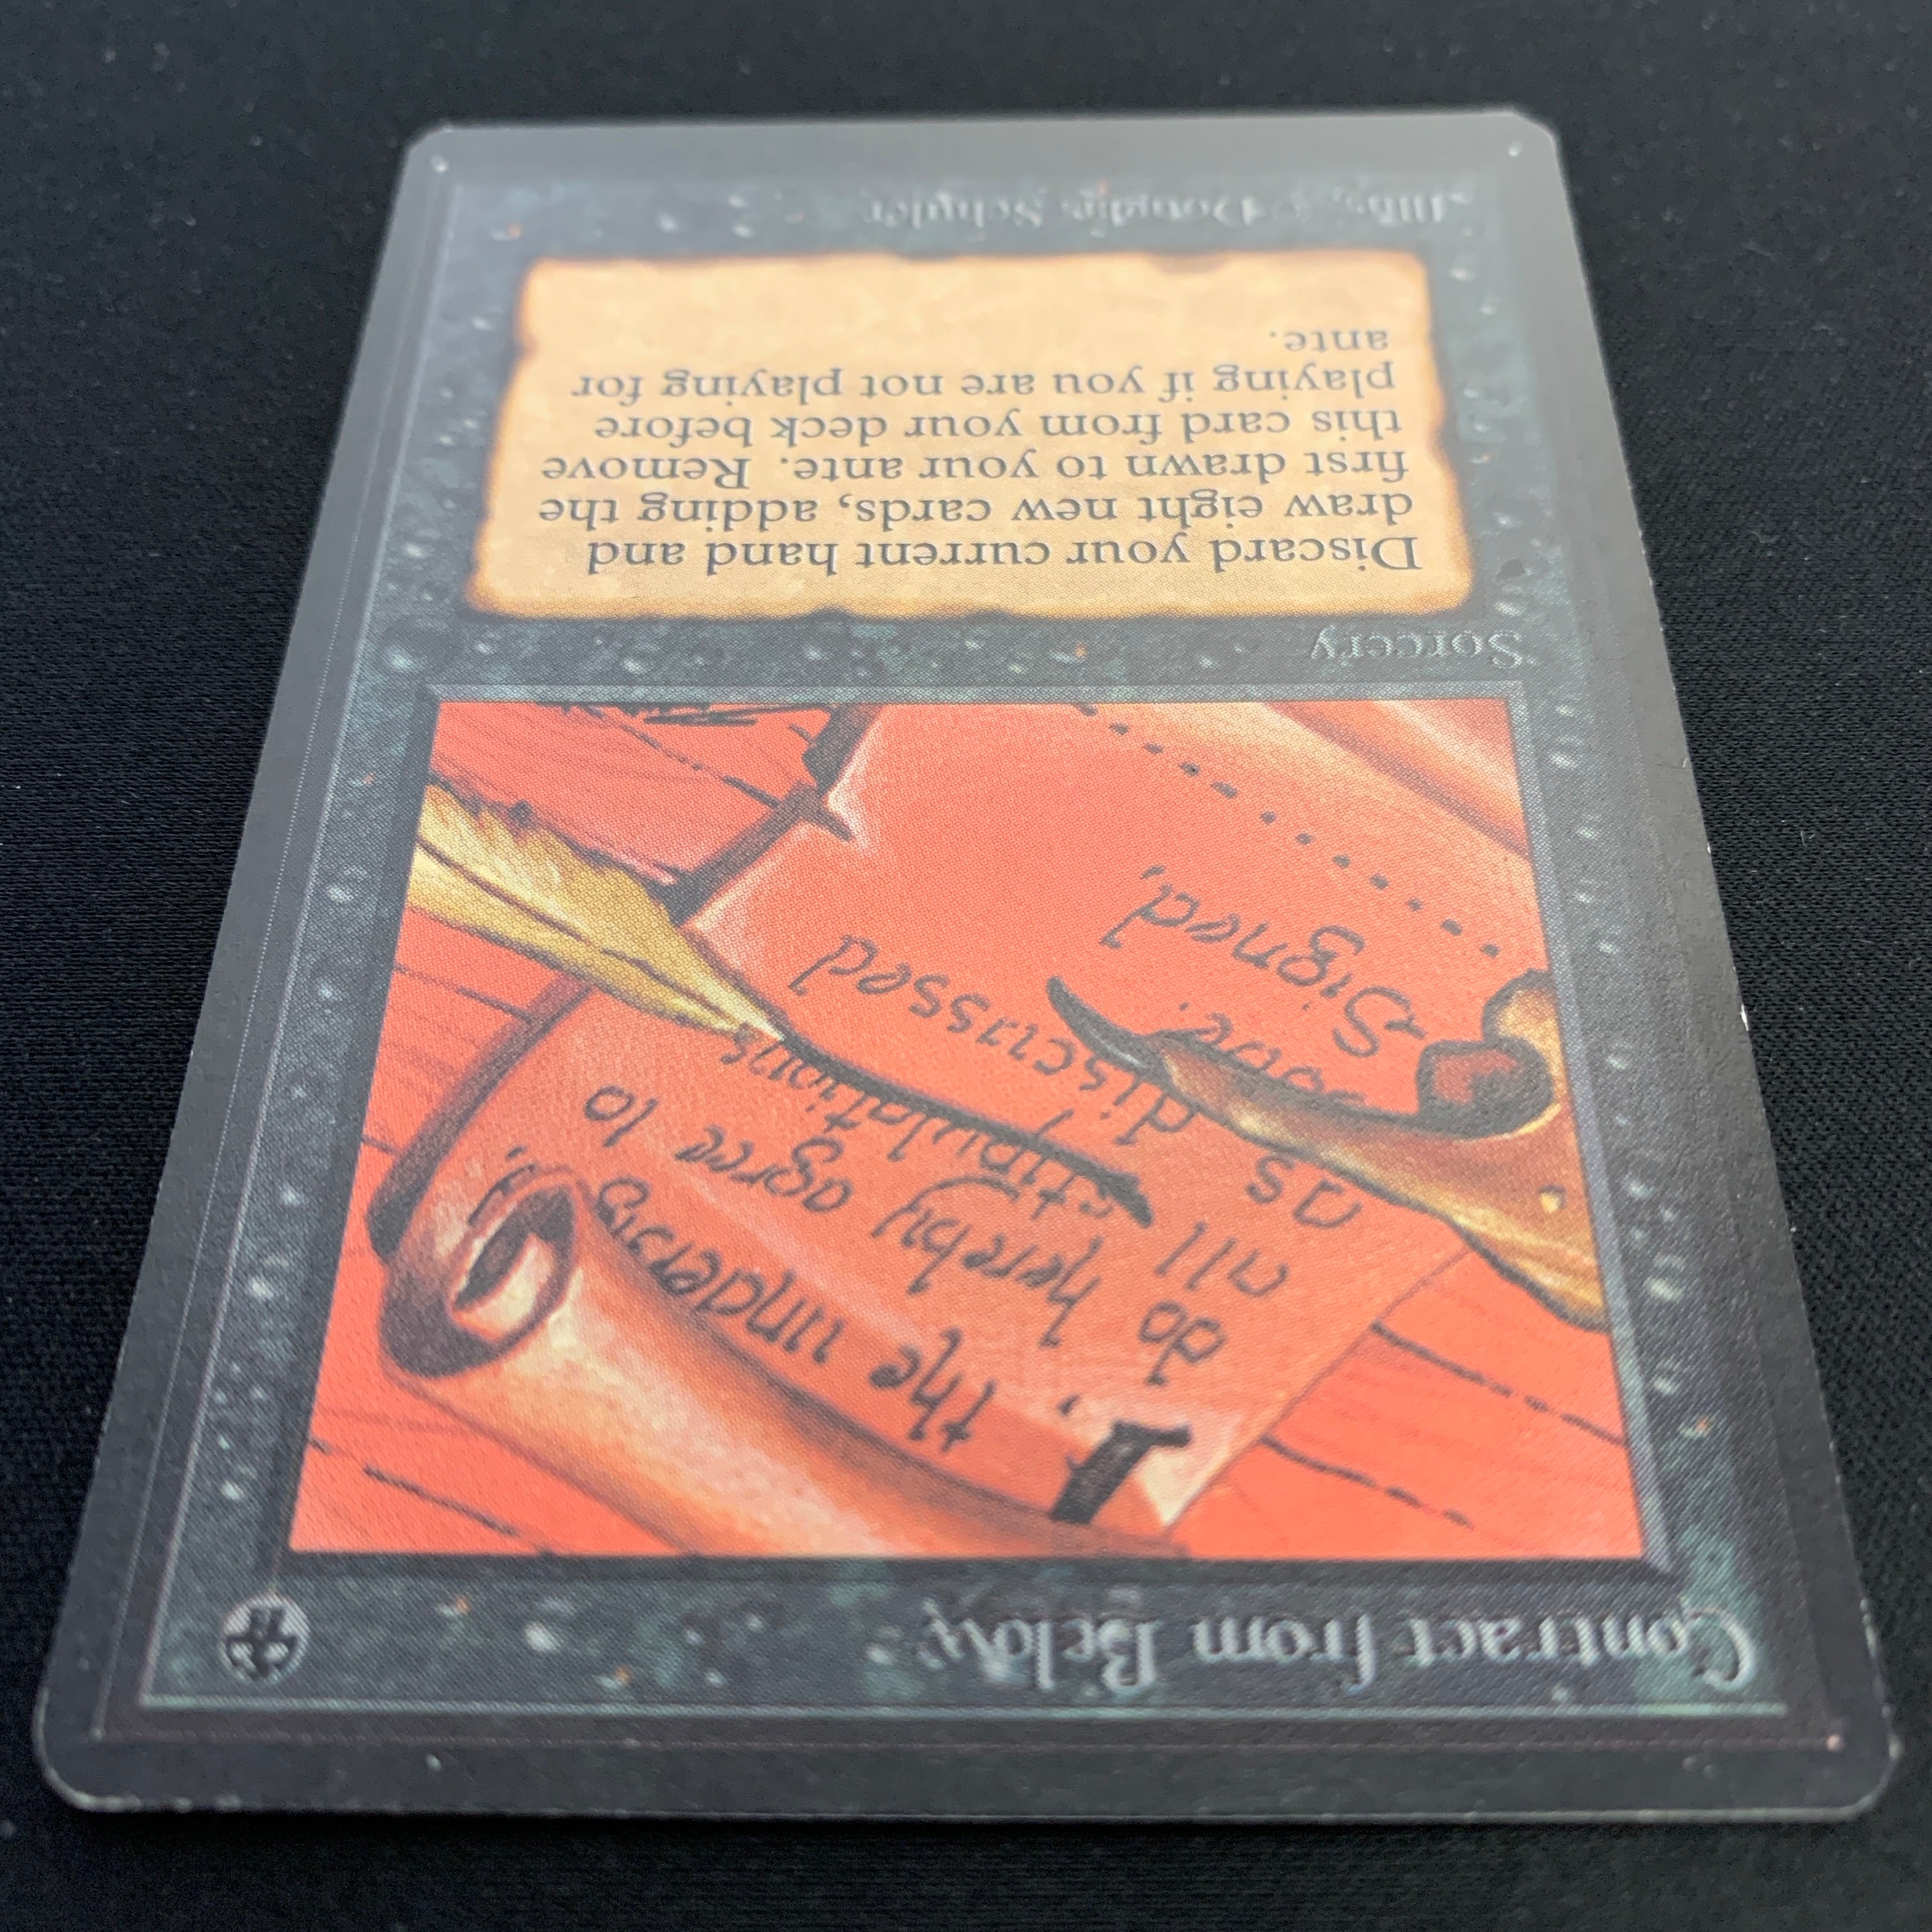 Contract from Below
I,
the undersig
do hereby agree to
all stipulations
as discussed
above.
Signed,
Sorcery
Discard your current hand and
draw eight new cards, adding the
first drawn to your ante. Remove
this card from your deck before
playing if you are not playing for
ante.
Illus. © Douglas Schuler